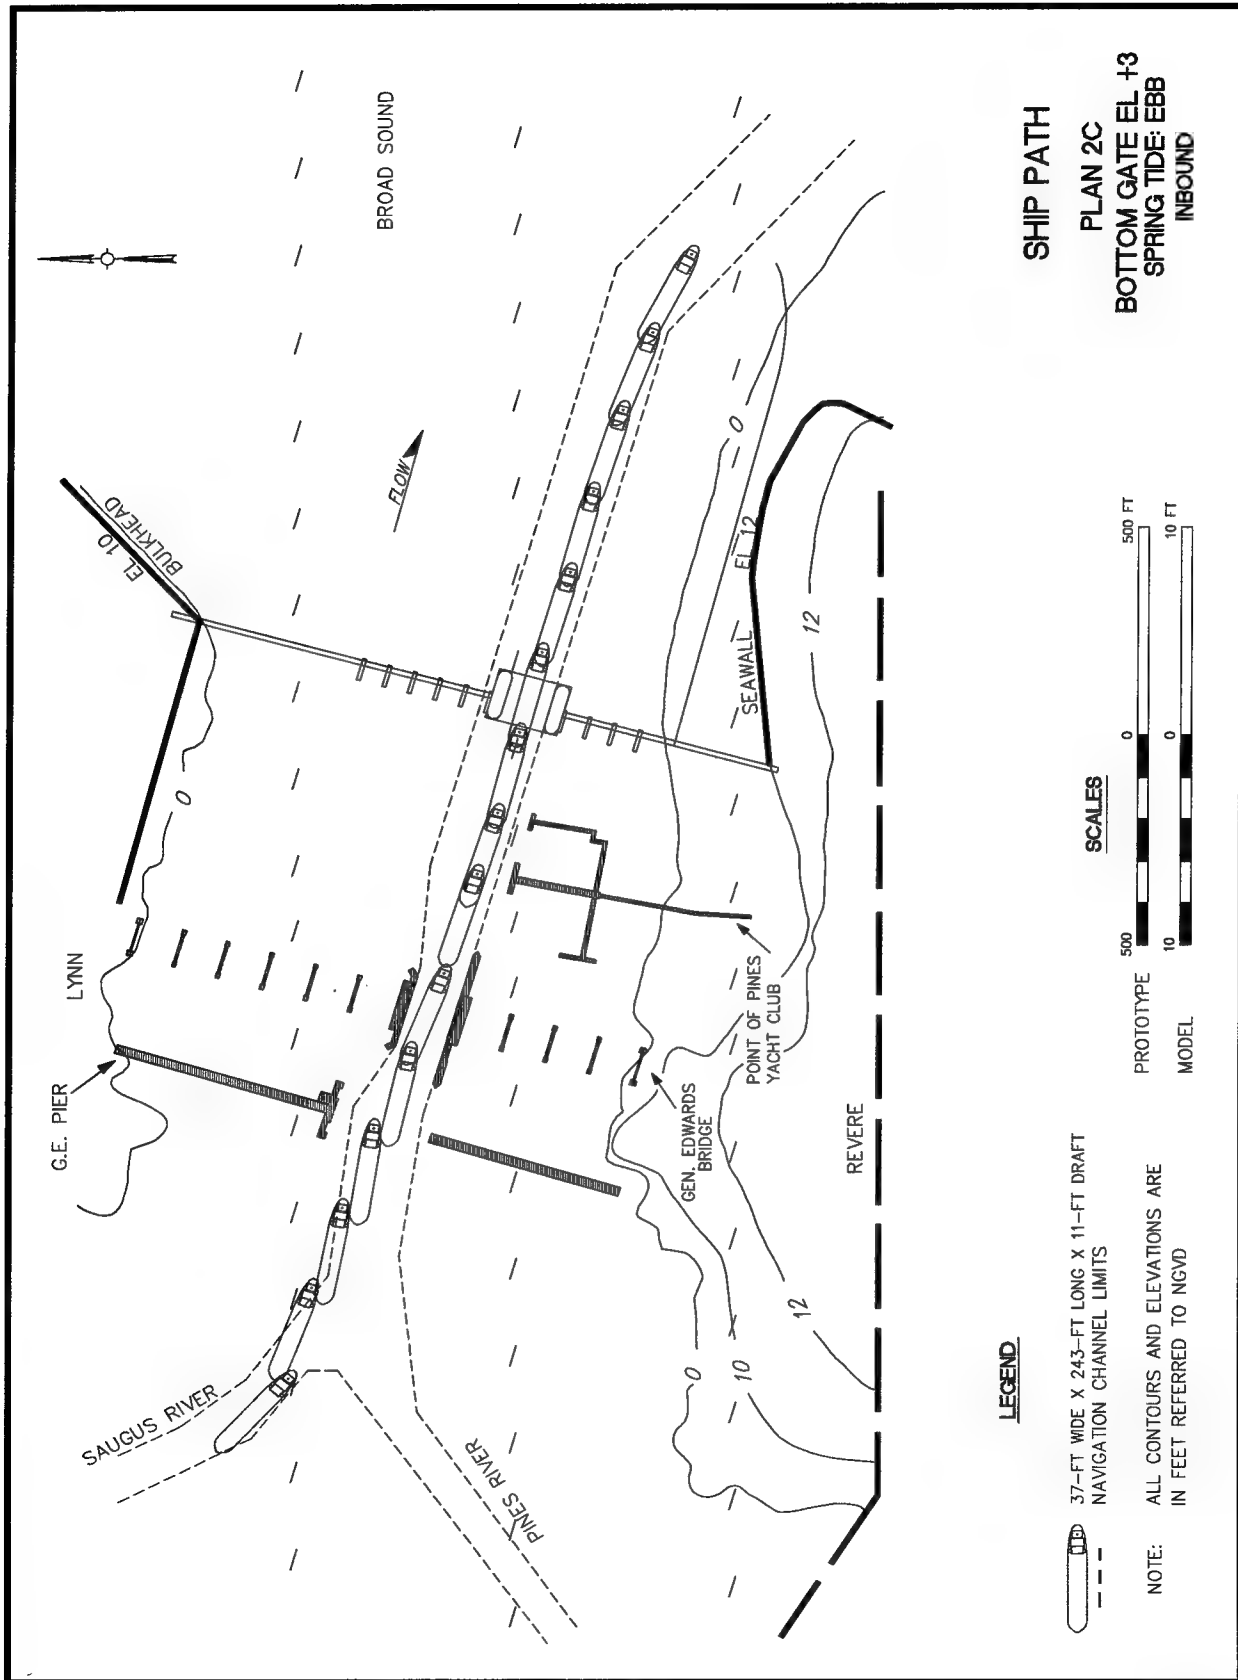 BROAD SOUND
FLOW
EL 10
BULKHEAD
0
LYNN
G.E. PIER
SAUGUS RIVER
PINES RIVER
0
SEAWALL EL 12
12
POINT OF PINES
YACHT CLUB
GEN. EDWARDS
BRIDGE
REVERE
12
10
0
SHIP PATH
PLAN 2C
BOTTOM GATE EL +3
SPRING TIDE: EBB
INBOUND
SCALES
PROTOTYPE
500 0 500 FT
MODEL
10 0 10 FT
LEGEND
37-FT WIDE X 243-FT LONG X 11-FT DRAFT
NAVIGATION CHANNEL LIMITS
NOTE: ALL CONTOURS AND ELEVATIONS ARE
IN FEET REFERRED TO NGVD